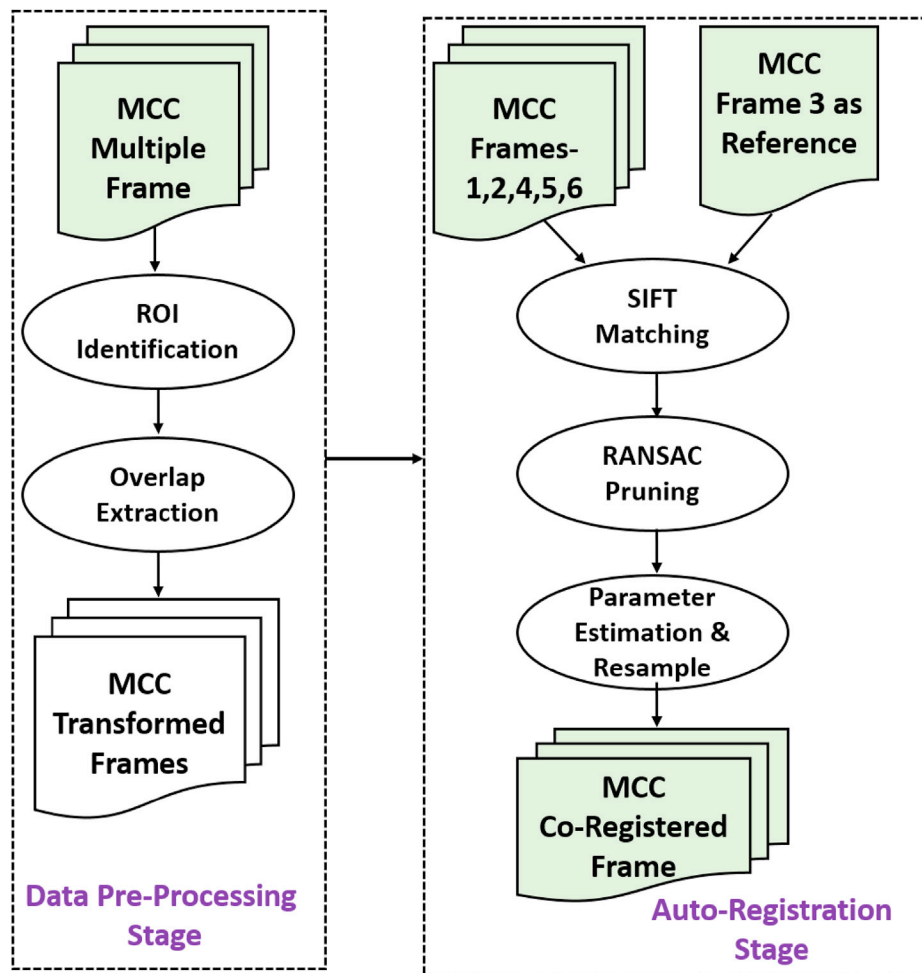 MCC
Multiple
Frame
ROI
Identification
Overlap
Extraction
MCC
Transformed
Frames
Data Pre-Processing
Stage
MCC
Frames-
1,2,4,5,6
MCC
Frame 3 as
Reference
SIFT
Matching
RANSAC
Pruning
Parameter
Estimation &
Resample
MCC
Co-Registered
Frame
Auto-Registration
Stage